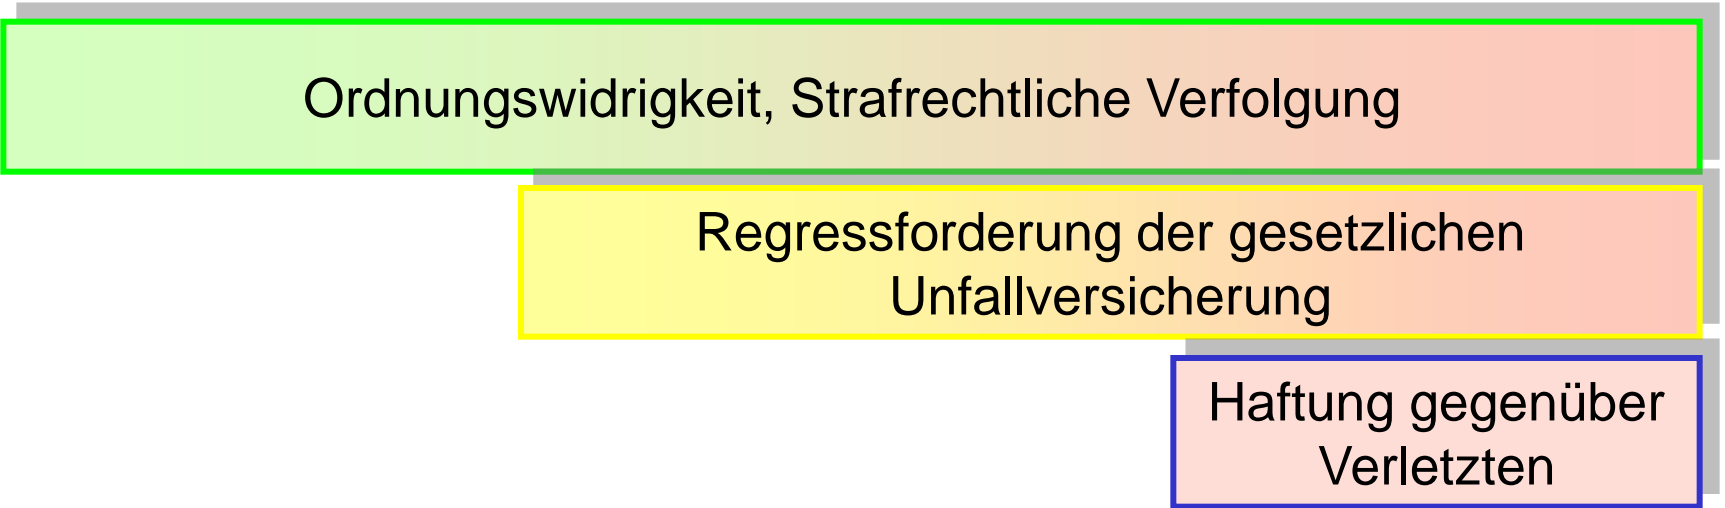 Ordnungswidrigkeit, Strafrechtliche Verfolgung
Regressforderung der gesetzlichen
Unfallversicherung
Haftung gegenüber
Verletzten